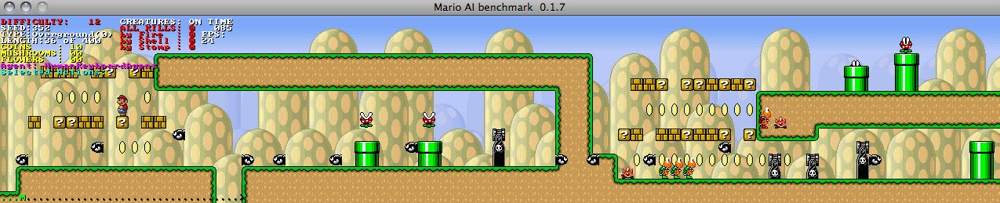 Mario AI benchmark 0.1.7
DIFFICULTY: 12 CREATURES: ON TIME
SEED:352 ALL KILLS: 0 085
TYPE:Overground(0) by Fire : 0 FPS:
LENGTH:36 of 400 by Shell : 0 24
COINS : 10 by Stomp : 0
MUSHROOMS: 00
FLOWERS : 00
Agent:
Selected Actions: